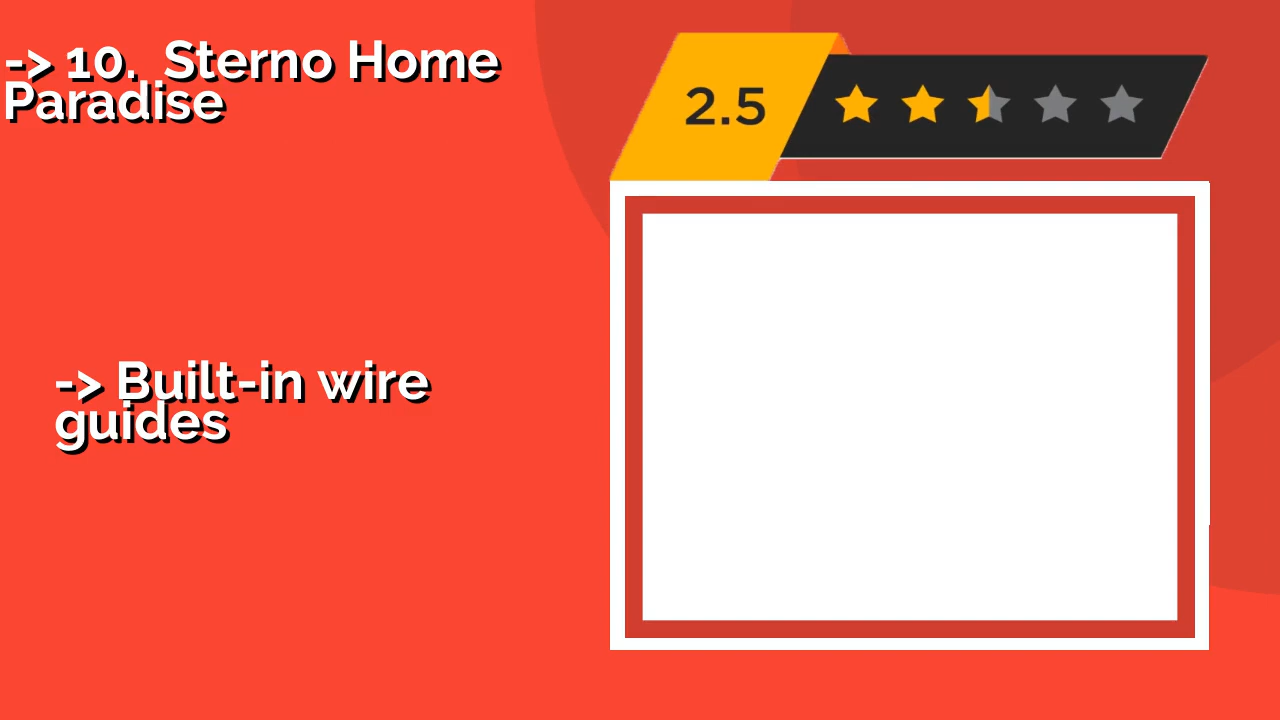 -> 10.  Sterno Home
Paradise
2.5
-> Built-in wire
guides